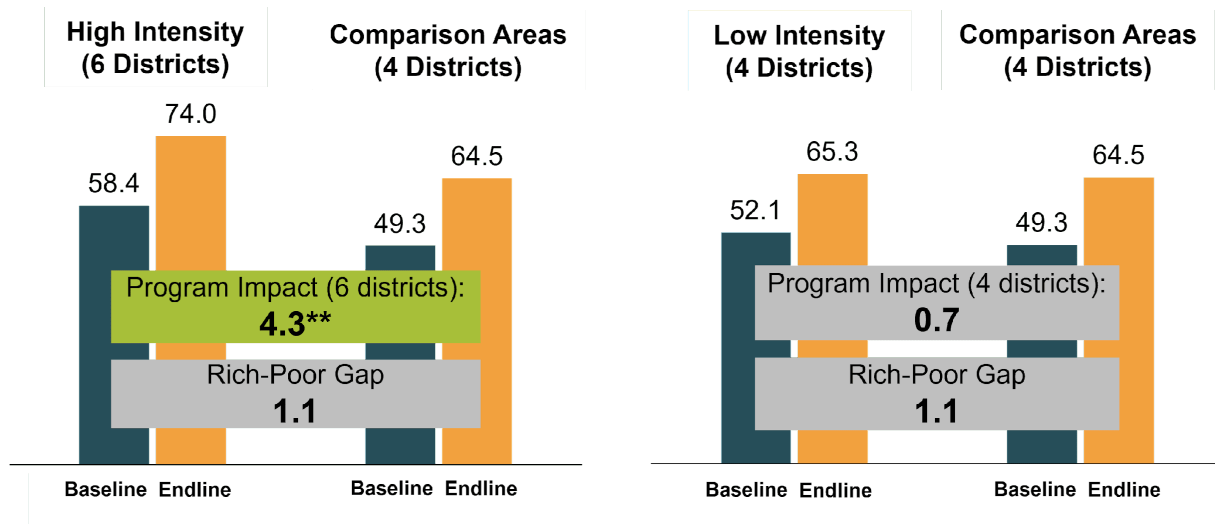 High Intensity
(6 Districts)
Comparison Areas
(4 Districts)
74.0
58.4
64.5
49.3
Program Impact (6 districts):
4.3**
Rich-Poor Gap
1.1
Baseline Endline
Baseline Endline
Low Intensity
(4 Districts)
Comparison Areas
(4 Districts)
65.3
52.1
64.5
49.3
Program Impact (4 districts):
0.7
Rich-Poor Gap
1.1
Baseline Endline
Baseline Endline